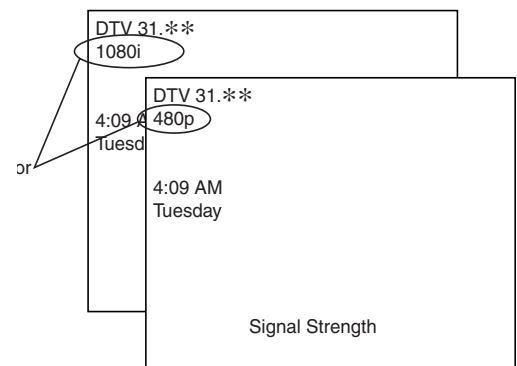 DTV 31.**
1080i
4:09 A
Tuesd
or
DTV 31.**
480p
4:09 AM
Tuesday
Signal Strength